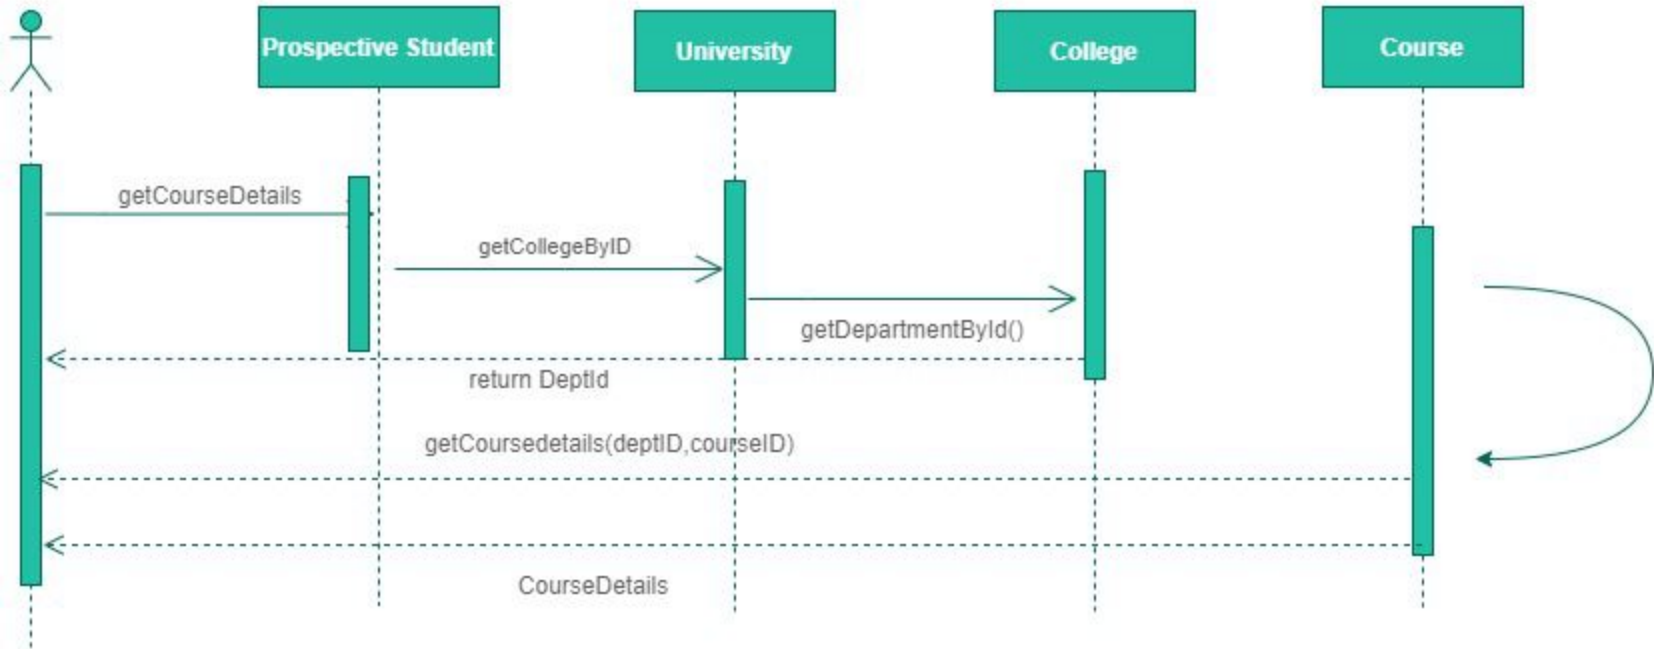 Prospective Student
University
College
Course
getCourseDetails
getCollegeByID
getDepartmentById()
return DeptId
getCoursedetails(deptID,courseID)
CourseDetails